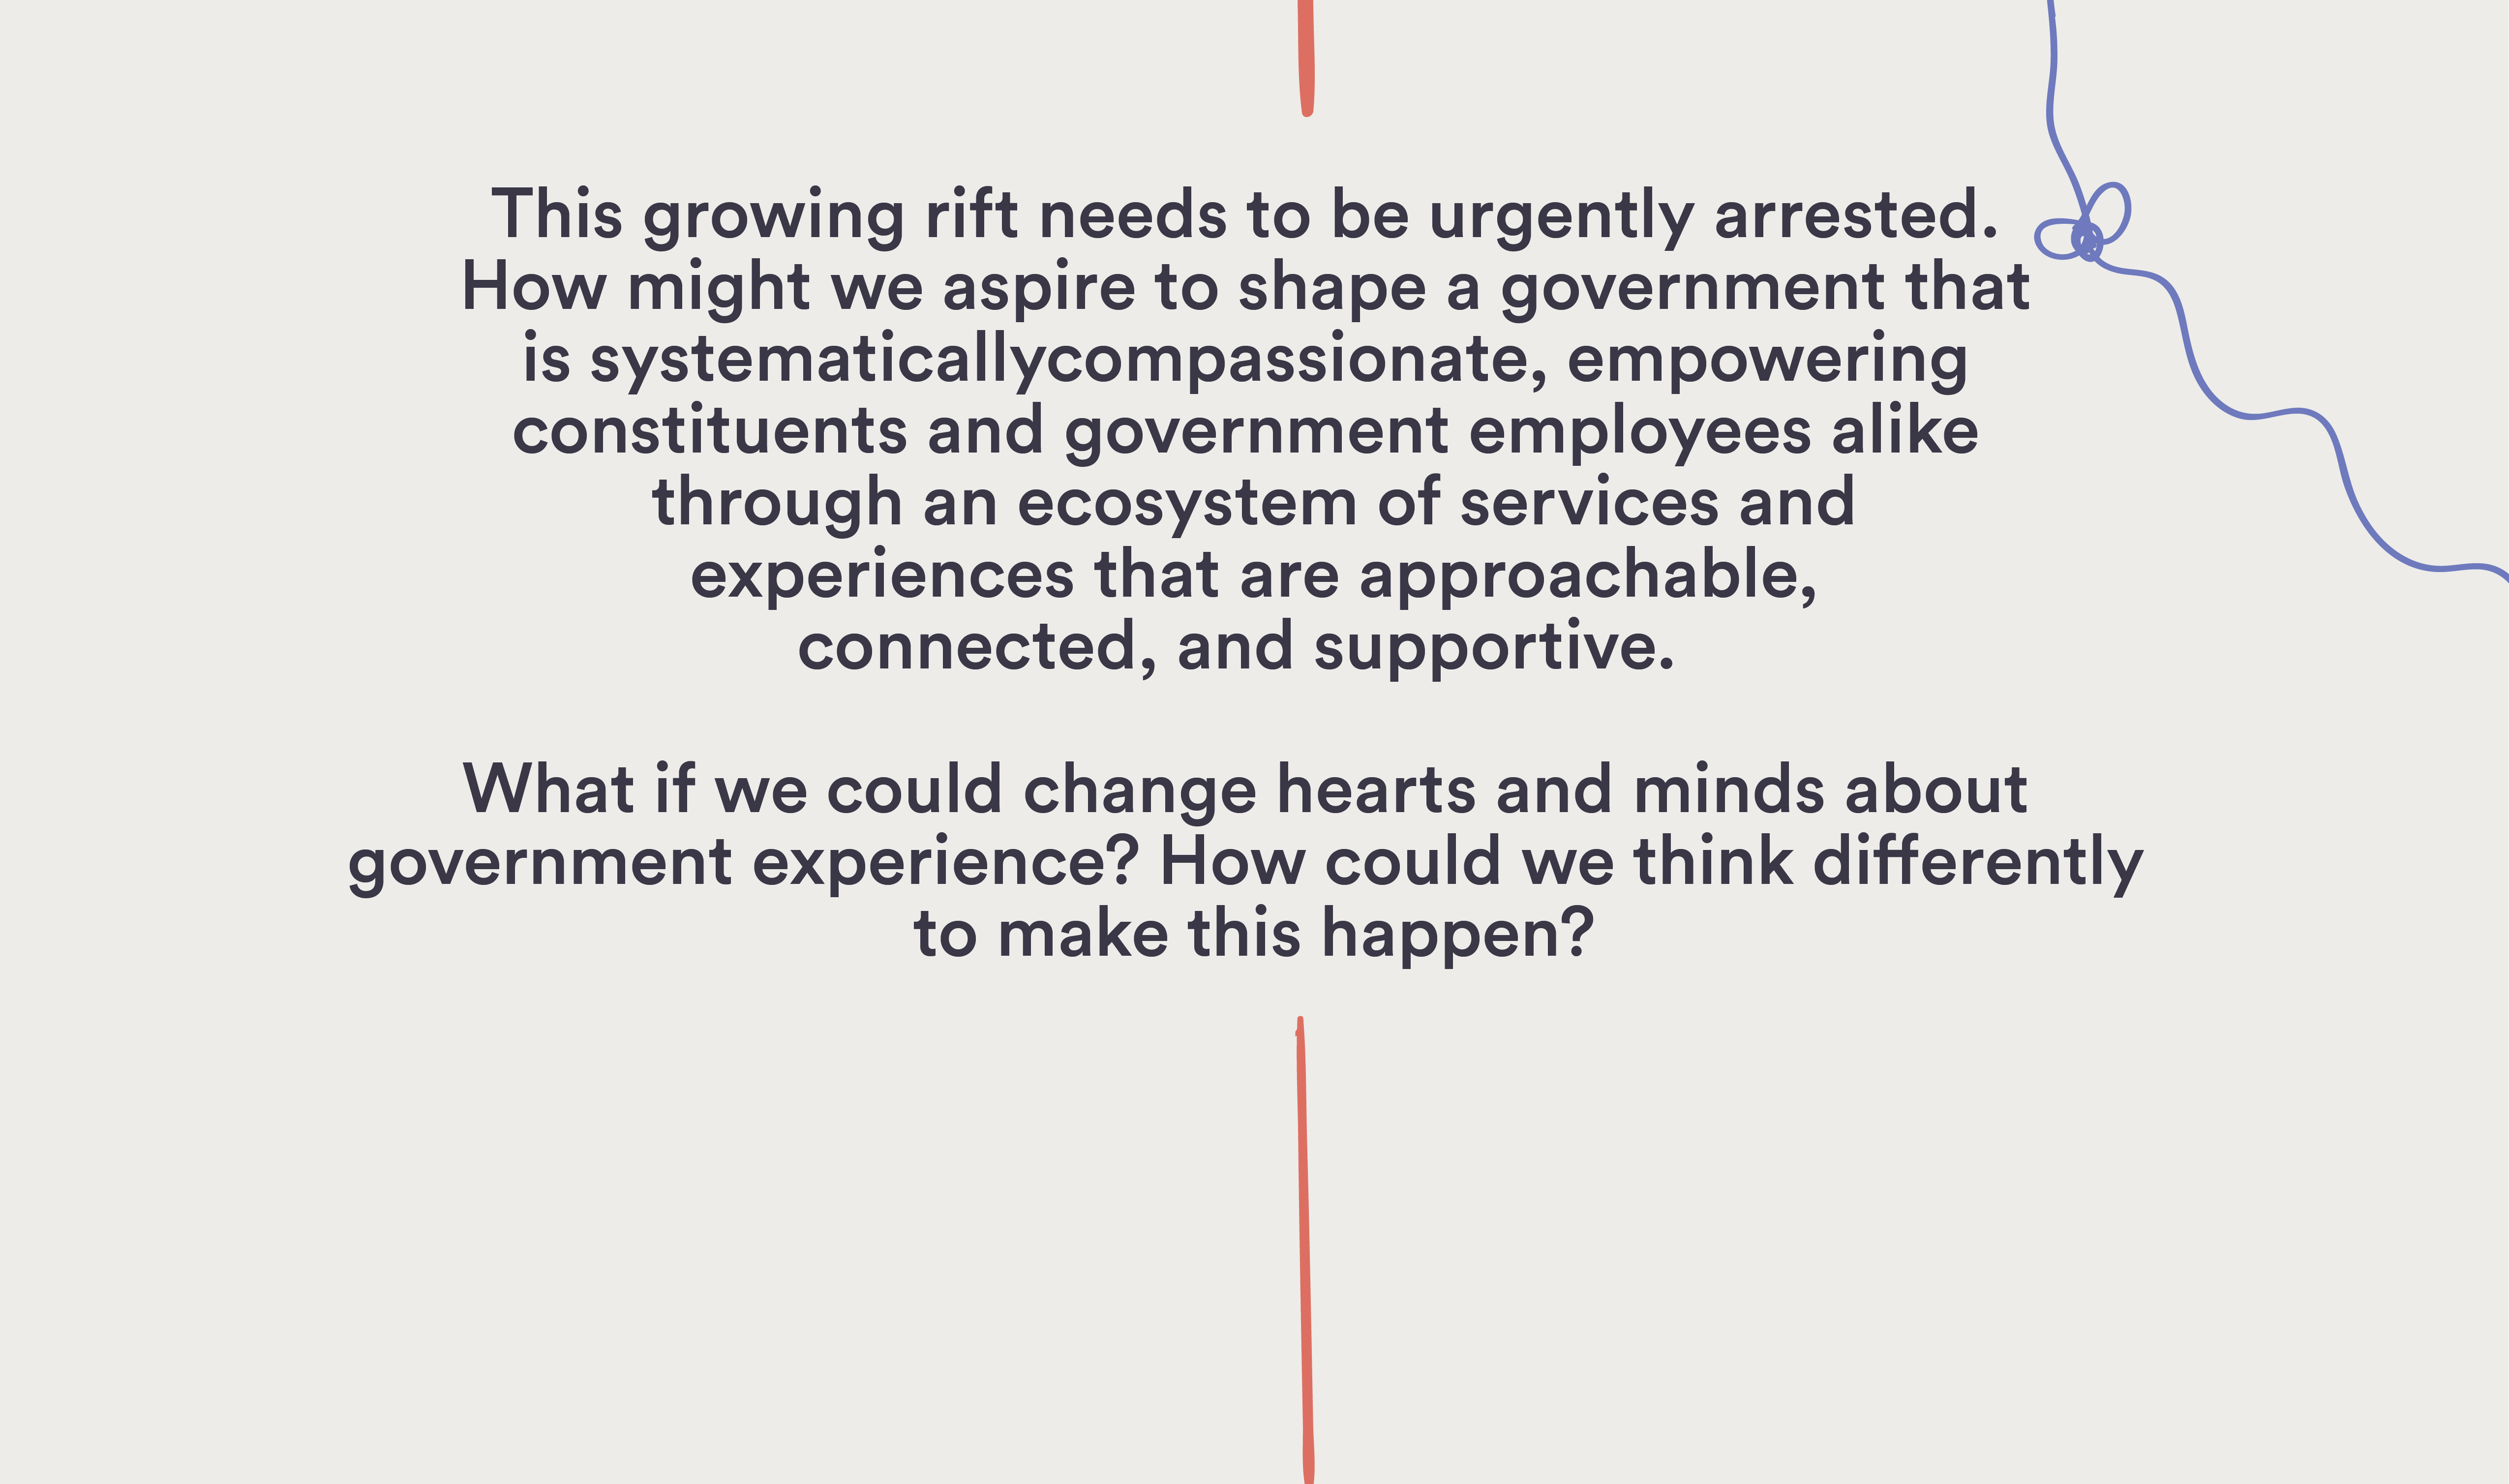 This growing rift needs to be urgently arrested.
How might we aspire to shape a government that
is systematicallycompassionate, empowering
constituents and government employees alike
through an ecosystem of services and
experiences that are approachable,
connected, and supportive.
What if we could change hearts and minds about
government experience? How could we think differently
to make this happen?